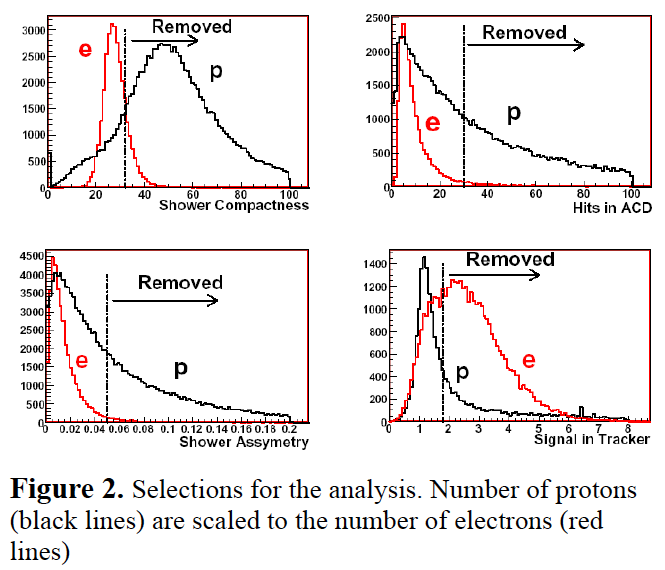 3000
2500
2000
1500
1000
500
0
0 20 40 60 80 100
Removed
e
p
Shower Compactness
2500
2000
1500
1000
500
0
0 20 40 60 80 100
Removed
e
p
Hits in ACD
4500
4000
3500
3000
2500
2000
1500
1000
500
0
0 0.02 0.04 0.06 0.08 0.1 0.12 0.14 0.16 0.18 0.2
Removed
e
p
Shower Assymetry
1400
1200
1000
800
600
400
200
0
0 1 2 3 4 5 6 7 8
Removed
p
e
Signal in Tracker
Figure 2. Selections for the analysis. Number of protons
(black lines) are scaled to the number of electrons (red
lines)